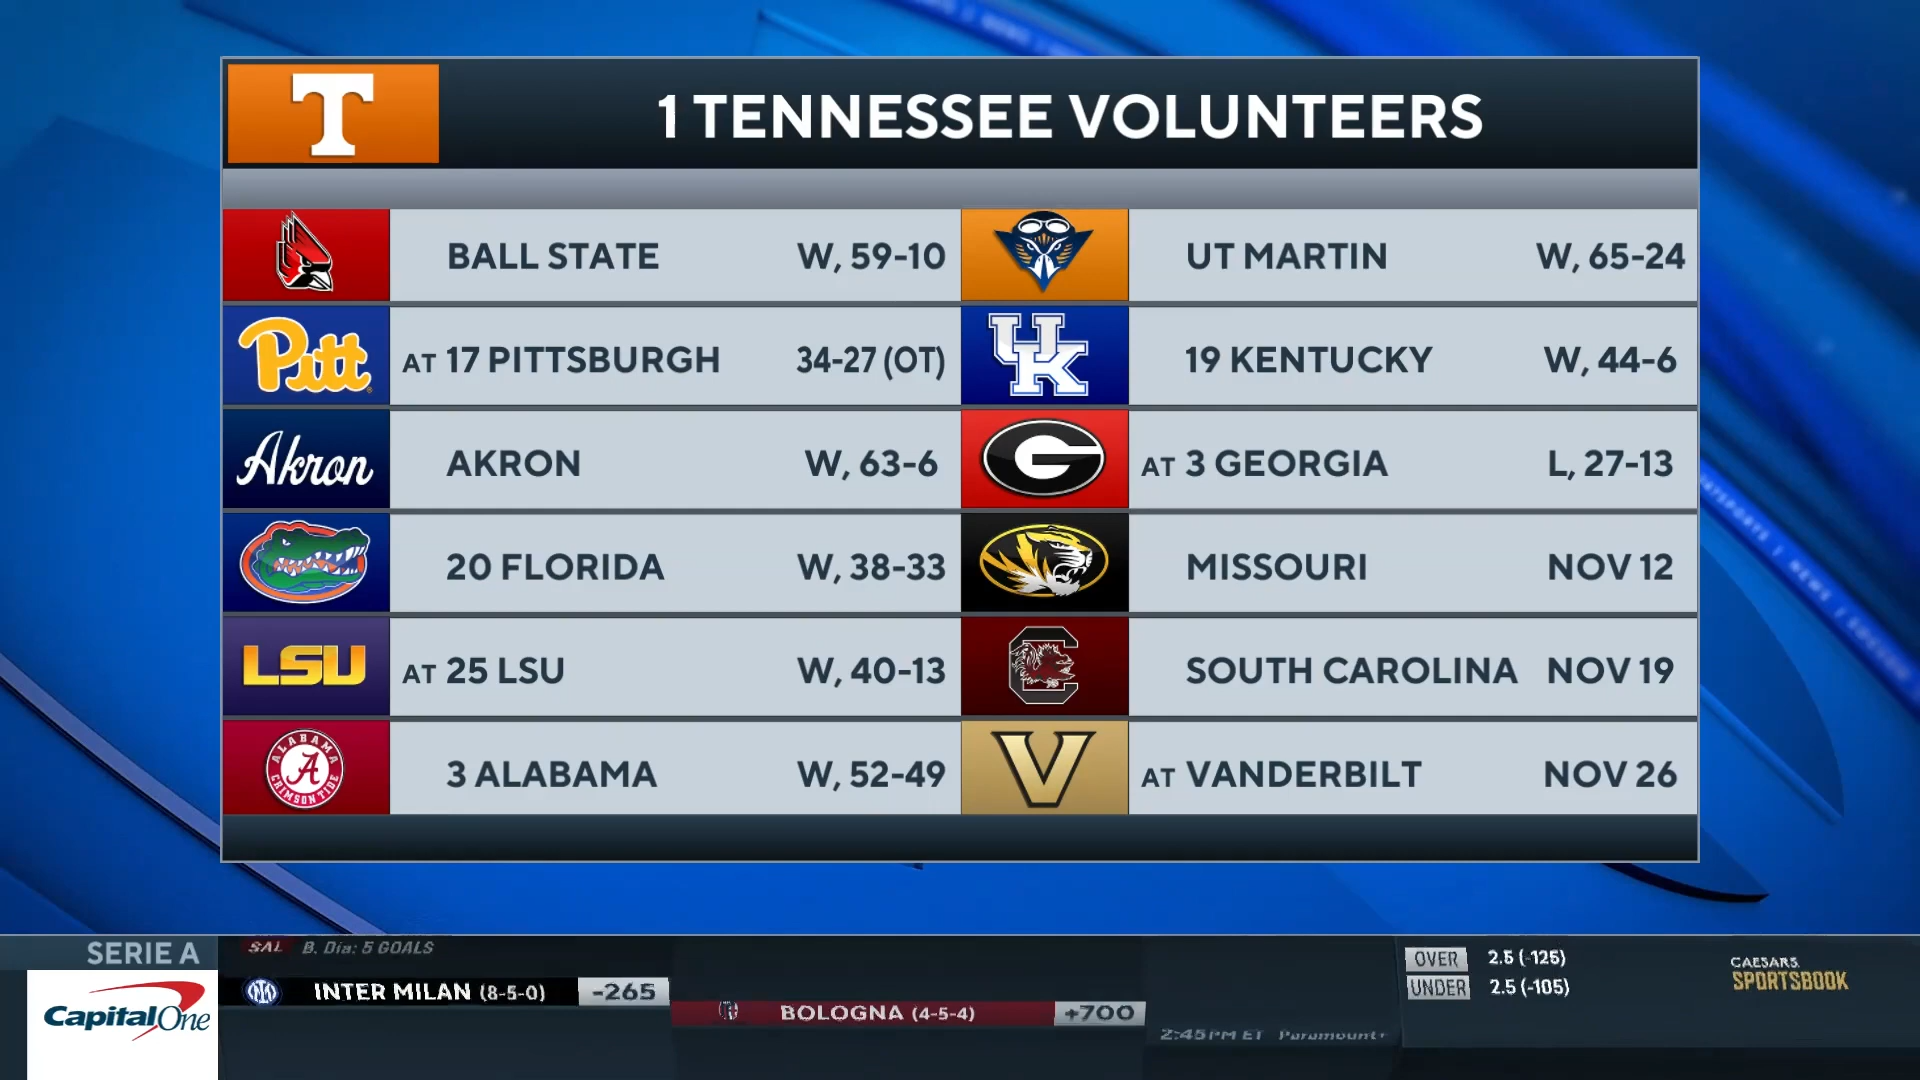 T
1 TENNESSEE VOLUNTEERS
BALL STATE W, 59-10
UT MARTIN W, 65-24
Pitt AT 17 PITTSBURGH 34-27 (OT)
UK 19 KENTUCKY W, 44-6
Akron AKRON W, 63-6
G AT 3 GEORGIA L, 27-13
20 FLORIDA W, 38-33
MISSOURI NOV 12
LSU AT 25 LSU W, 40-13
C SOUTH CAROLINA NOV 19
ALABAMA A CRIMSON TIDE 3 ALABAMA W, 52-49
V AT VANDERBILT NOV 26
SERIE A
Capital One
SAL B. Dia: 5 GOALS
INTER MILAN (8-5-0) -265
BOLOGNA (4-5-4) +700
2:45PM ET Paramount+
OVER 2.5 (-125)
UNDER 2.5 (-105)
CAESARS
SPORTSBOOK